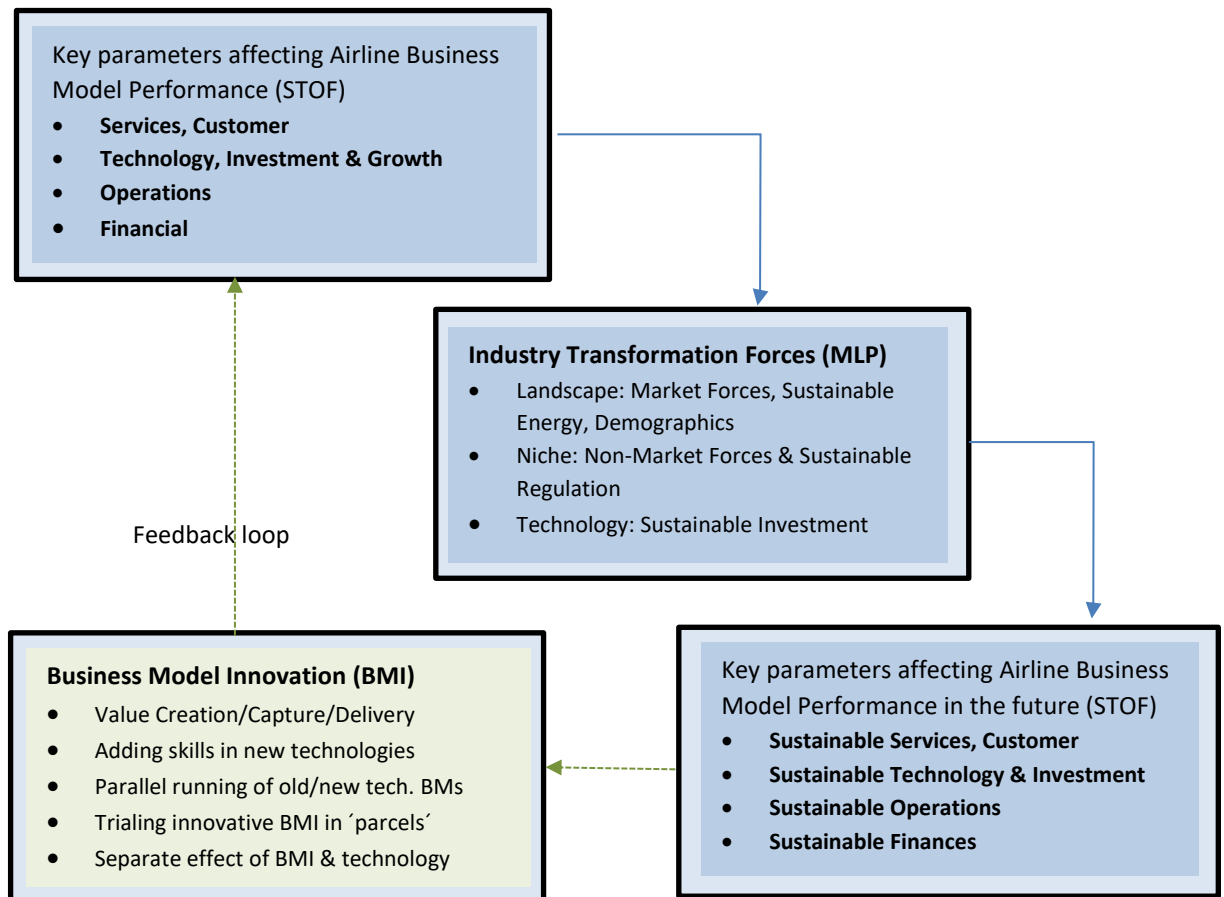 Key parameters affecting Airline Business
Model Performance (STOF)
• Services, Customer
• Technology, Investment & Growth
• Operations
• Financial
Industry Transformation Forces (MLP)
• Landscape: Market Forces, Sustainable
Energy, Demographics
• Niche: Non-Market Forces & Sustainable
Regulation
• Technology: Sustainable Investment
Feedback loop
Business Model Innovation (BMI)
• Value Creation/Capture/Delivery
• Adding skills in new technologies
• Parallel running of old/new tech. BMs
• Trialing innovative BMI in ´parcels´
• Separate effect of BMI & technology
Key parameters affecting Airline Business
Model Performance in the future (STOF)
• Sustainable Services, Customer
• Sustainable Technology & Investment
• Sustainable Operations
• Sustainable Finances